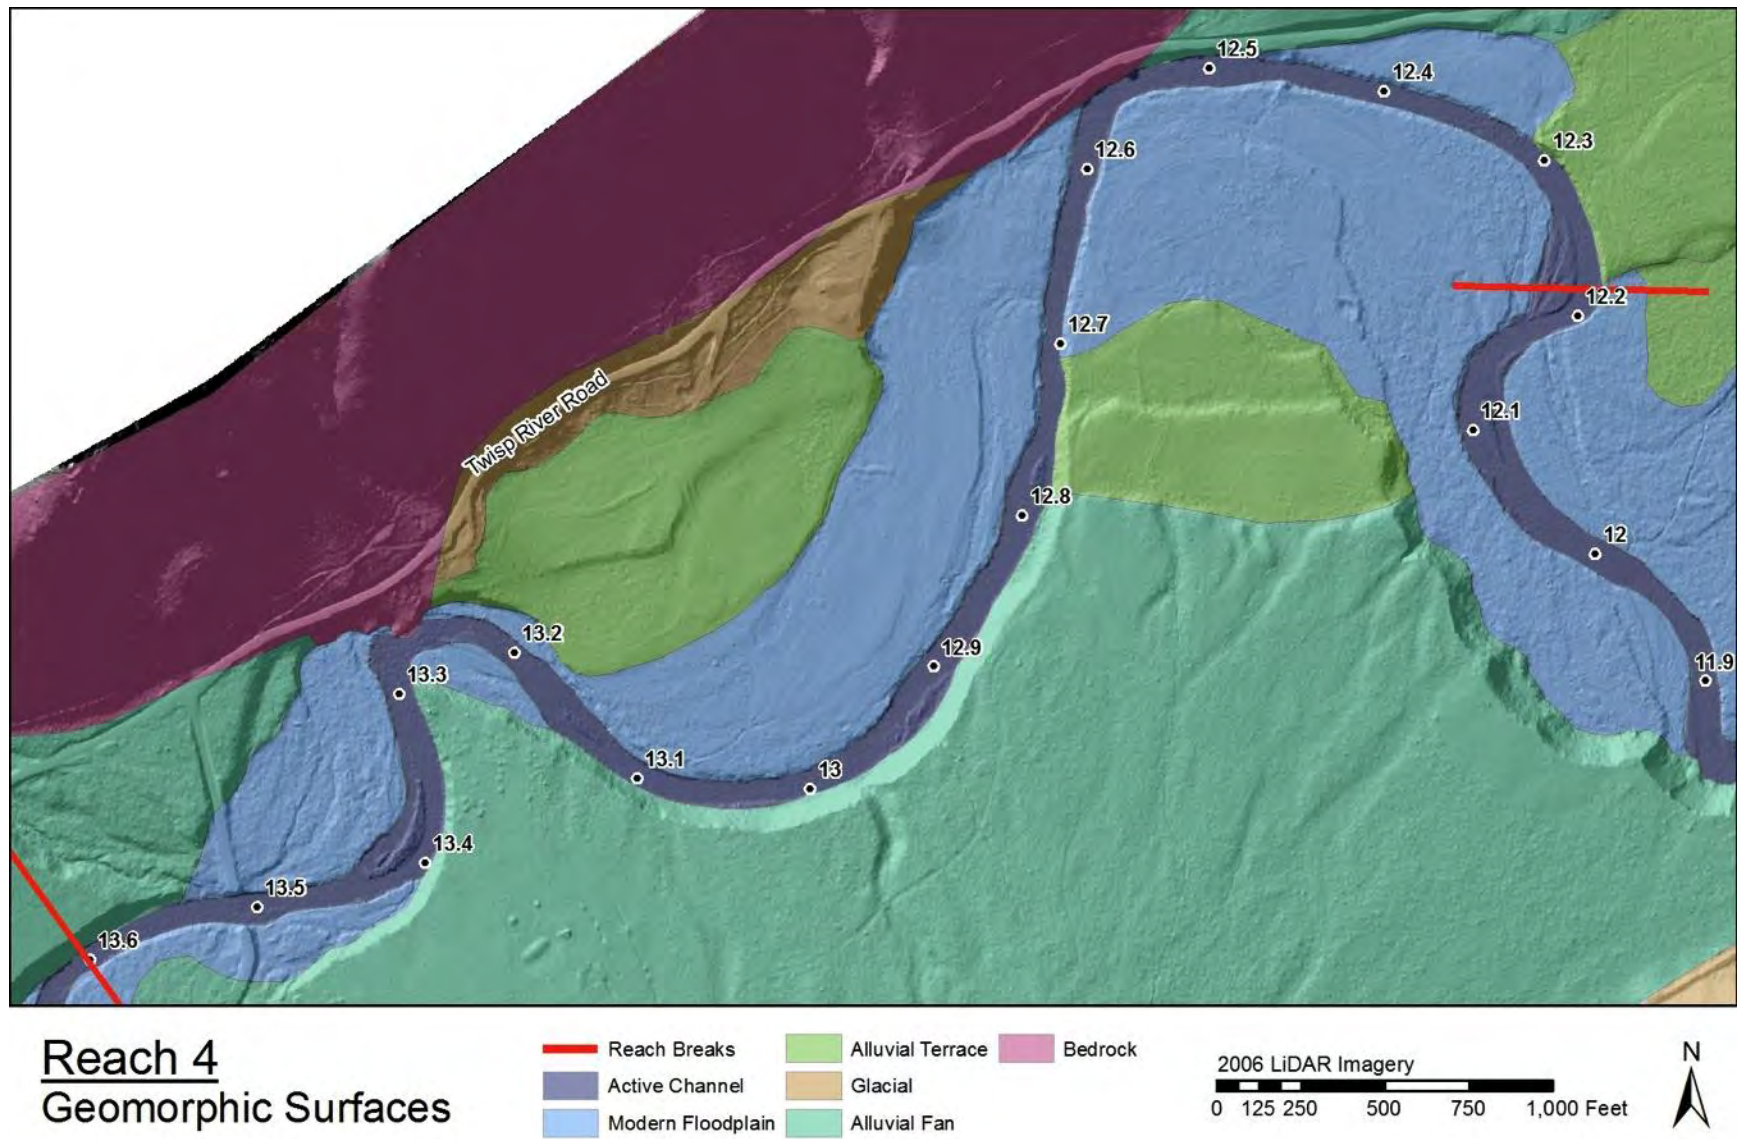 12.5
12.4
12.3
12.6
12.2
12.7
Twisp River Road
12.1
12.8
12
13.2
12.9
11.9
13.3
13.1
13
13.4
13.5
13.6
Reach 4
Geomorphic Surfaces
Reach Breaks
Active Channel
Modern Floodplain
Alluvial Terrace
Glacial
Alluvial Fan
Bedrock
2006 LiDAR Imagery
0 125 250 500 750 1,000 Feet
N